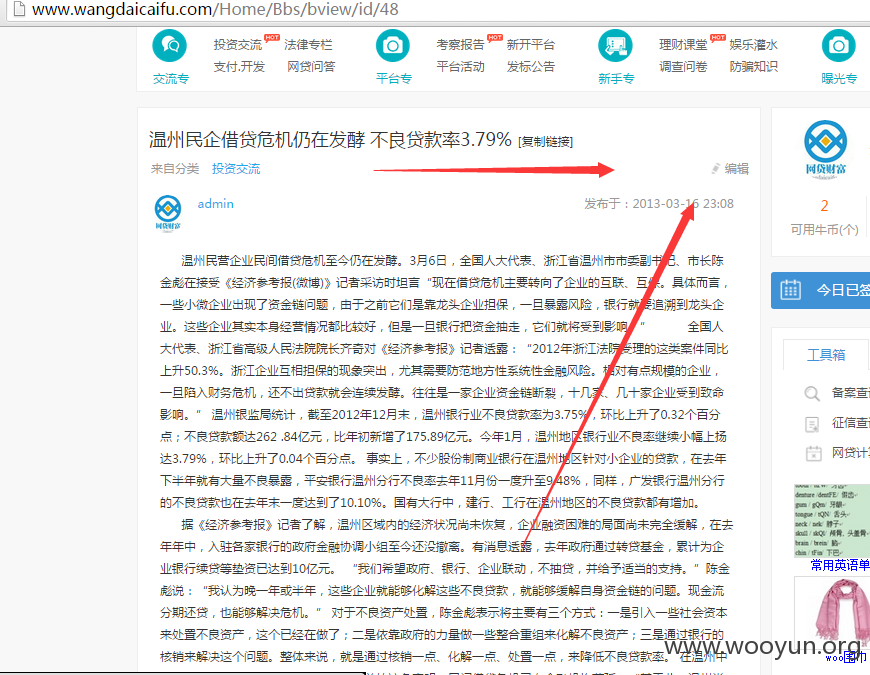 www.wangdaicaifu.com/Home/Bbs/bview/id/48
投资交流 HOT 法律专栏
支付.开发 网贷问答
交流专
考察报告 HOT 新开平台
平台活动 发标公告
平台专
新手专
理财课堂 HOT 娱乐灌水
调查问卷 防骗知识
曝光专
温州民企借贷危机仍在发酵 不良贷款率3.79% [复制链接]
来自分类 投资交流
编辑
admin
发布于：2013-03-16 23:08
网贷财富
温州民营企业民间借贷危机至今仍在发酵。3月6日，全国人大代表、浙江省温州市市委副书记、市长陈
金彪在接受《经济参考报(微博)》记者采访时坦言“现在借贷危机主要转向了企业的互联、互保。具体而言，
一些小微企业出现了资金链问题，由于之前它们是靠龙头企业担保，一旦暴露风险，银行就要追溯到龙头企
业。这些企业其实本身经营情况都比较好，但是一旦银行把资金抽走，它们就将受到影响。” 全国人
大代表、浙江省高级人民法院院长齐奇对《经济参考报》记者透露：“2012年浙江法院受理的这类案件同比
上升50.3%。浙江企业互相担保的现象突出，尤其需要防范地方性系统性金融风险。相对有点规模的企业，
一旦陷入财务危机，还不出贷款就会连续发酵。往往是一家企业资金链断裂，十几家、几十家企业受到致命
影响。” 温州银监局统计，截至2012年12月末，温州银行业不良贷款率为3.75%，环比上升了0.32个百分
点；不良贷款额达262 .84亿元，比年初新增了175.89亿元。今年1月，温州地区银行业不良率继续小幅上扬
达3.79%，环比上升了0.04个百分点。 事实上，不少股份制商业银行在温州地区针对小企业的贷款，在去年
下半年就有大量不良暴露，平安银行温州分行不良率去年11月份一度升至9.48%，同样，广发银行温州分行
的不良贷款也在去年末一度达到了10.10%。国有大行中，建行、工行在温州地区的不良贷款都有增加。
据《经济参考报》记者了解，温州区域内的经济状况尚未恢复，企业融资困难的局面尚未完全缓解，在去
年年中，入驻各家银行的政府金融协调小组至今还没撤离。有消息透露，去年政府通过转贷基金，累计为企
业银行续贷等垫资已达到10亿元。 “我们希望政府、银行、企业联动，不抽贷，并给予适当的支持。”陈金
彪说：“我认为晚一年或半年，这些企业就能够化解这些不良贷款，就能够缓解自身资金链的问题。现金流
分期还贷，也能够解决危机。” 对于不良资产处置，陈金彪表示将主要有三个方式：一是引入一些社会资本
来处置不良资产，这个已经在做了；二是依靠政府的力量做一些整合重组来化解不良资产；三是通过银行的
核销来解决这个问题。整体来说，就是通过核销一点、化解一点、处置一点，来降低不良贷款率。 在温州中
网贷财富
2
可用牛币(个)
今日已签
工具箱
备案查
征信查
网贷计
denture /dentFE/ 假齿
gum / gQm/ 牙龈
tongue / tQN/ 舌头
neck / nek/ 脖子
skull / skQl/ 颅骨、头盖骨
brain / brein/ 脑
chin / tFin/ 下巴
常用英语单
www.wooyun.org